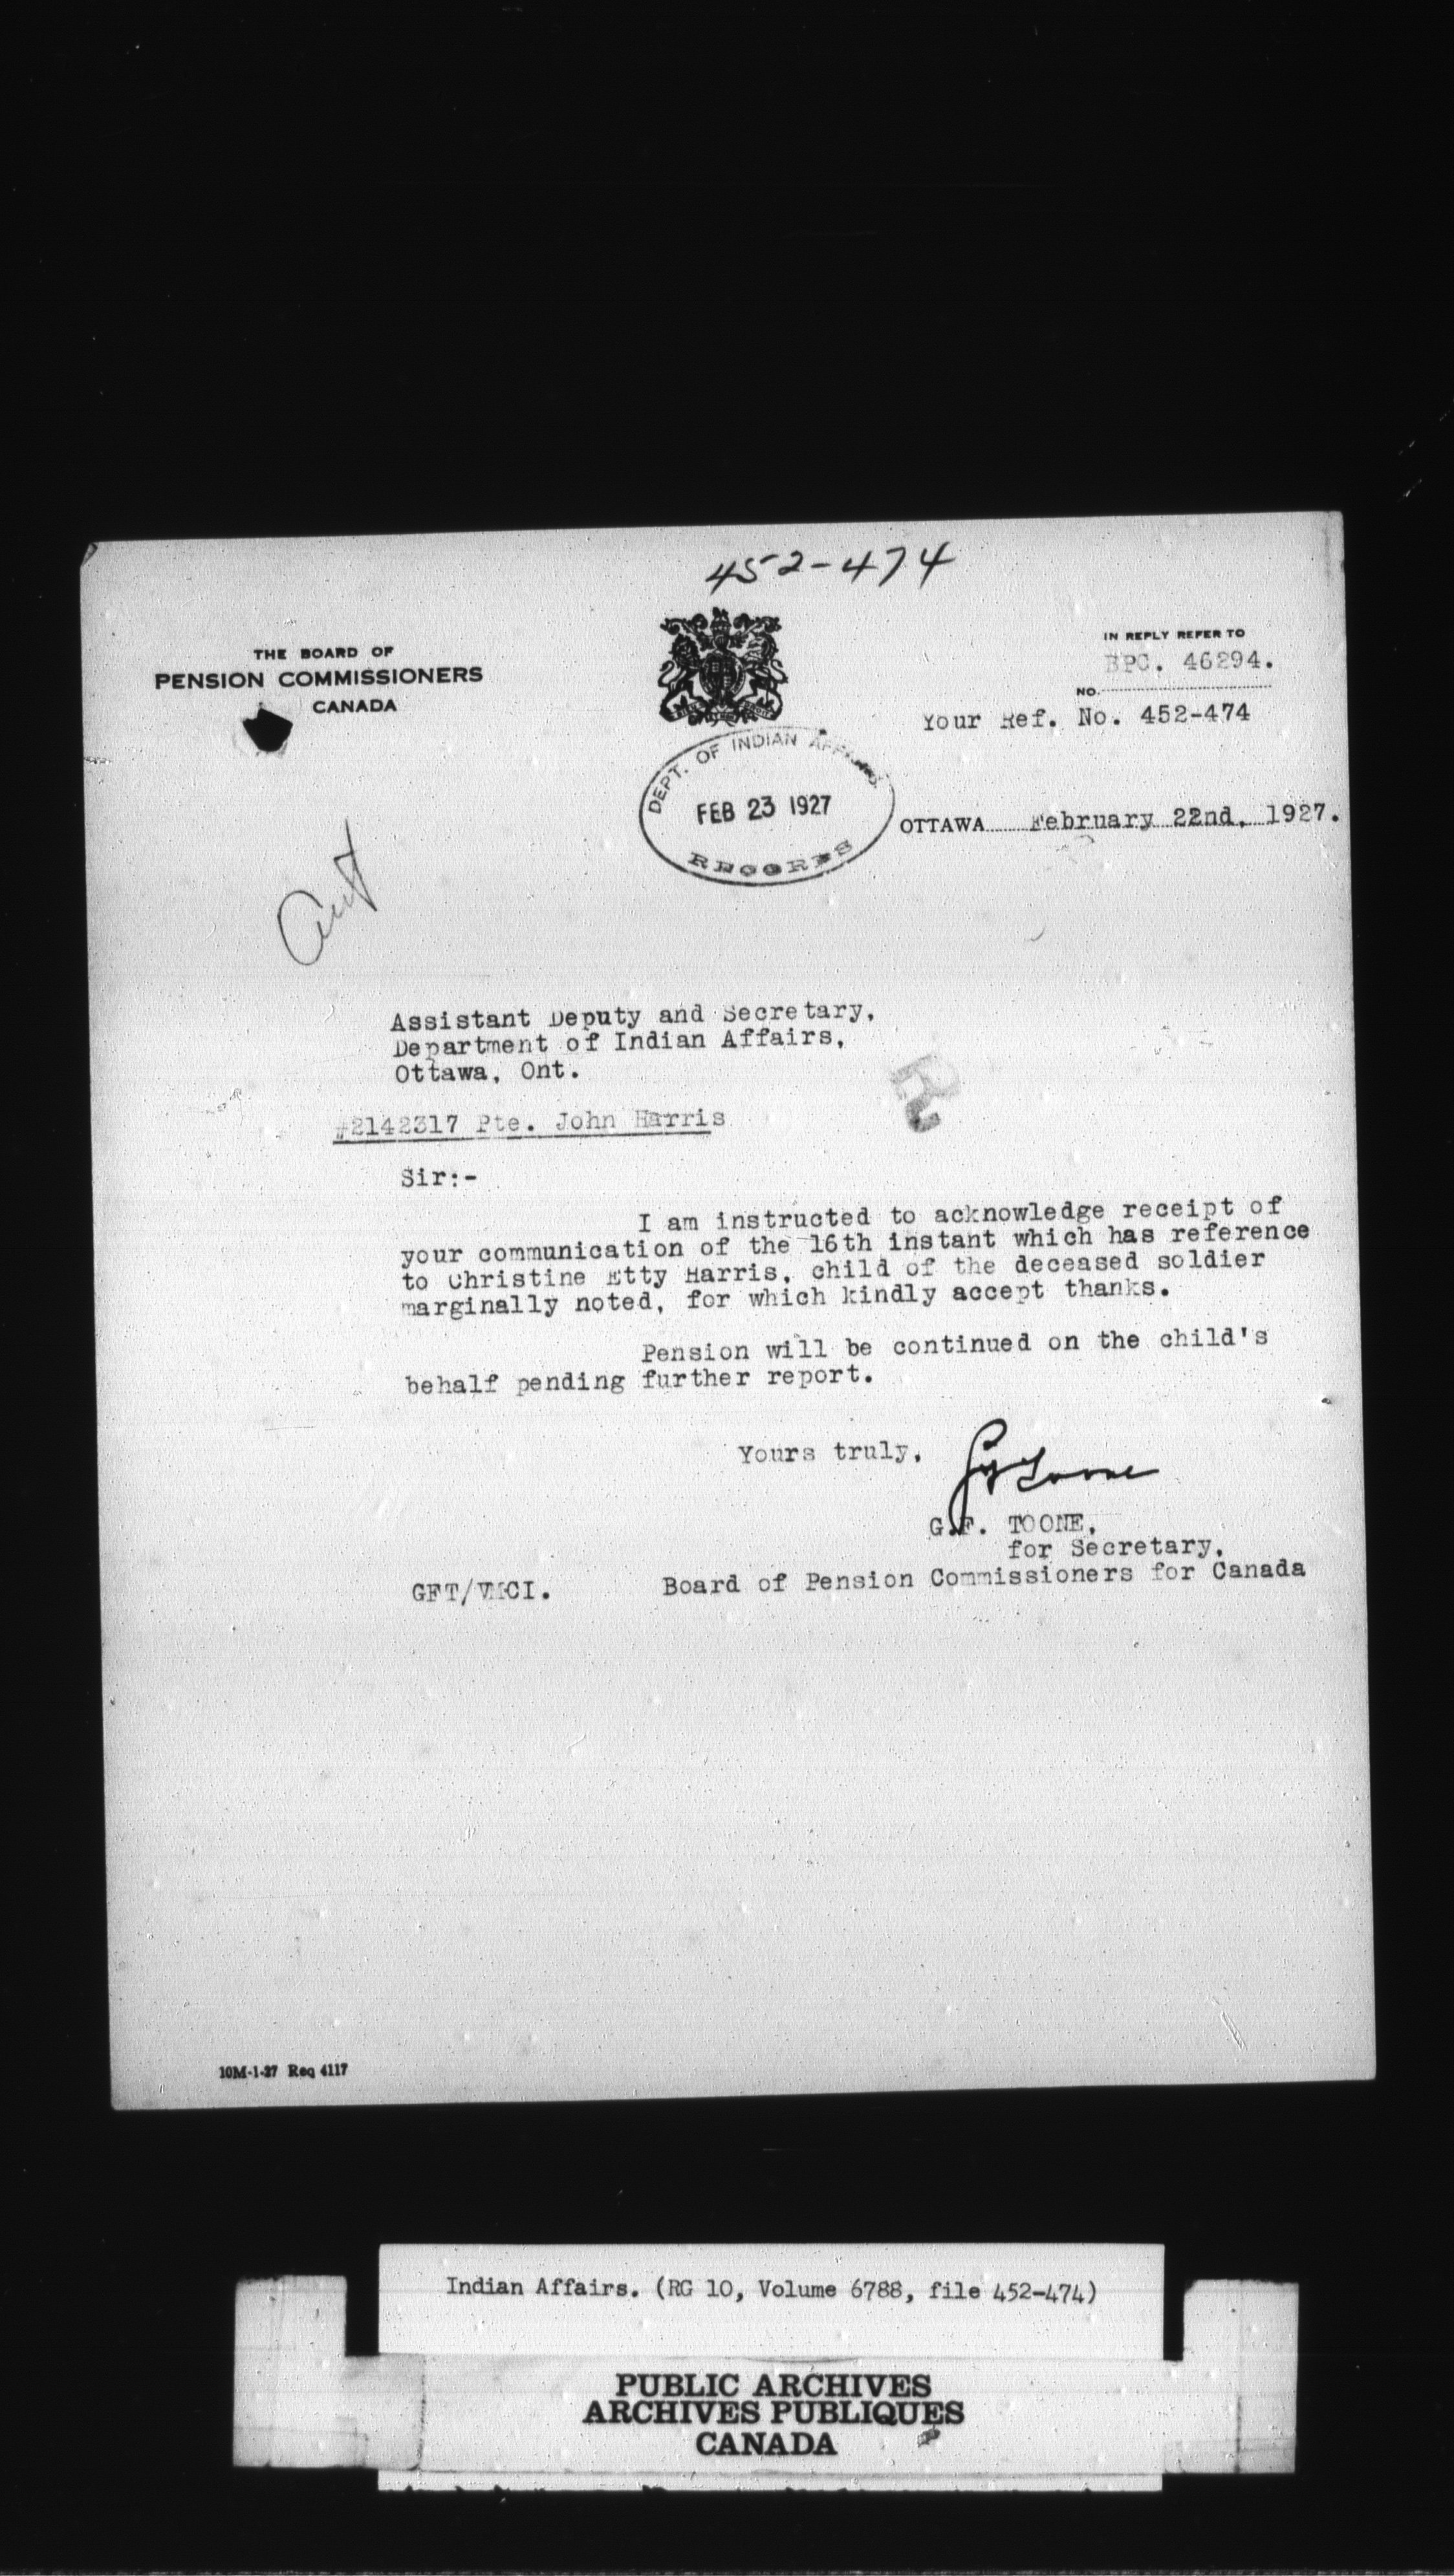 452-474
THE BOARD OF
PENSION COMMISSIONERS
CANADA
IN REPLY REFER TO
BPC. 46294.
NO.
Your Ref. No. 452-474
DEPT. OF INDIAN AFFAIRS.
FEB 23 1927
RECORDS
OTTAWA February 22nd, 1927.
Assistant Deputy and Secretary,
Department of Indian Affairs,
Ottawa, Ont.
#2142317 Pte. John Harris
Sir:-
I am instructed to acknowledge receipt of
your communication of the 16th instant which has reference
to Christine Etty Harris, child of the deceased soldier
marginally noted, for which kindly accept thanks.
Pension will be continued on the child's
behalf pending further report.
Yours truly,
G.F. TOONE,
for Secretary,
GFT/VMCI. Board of Pension Commissioners for Canada
10M-1-27 Req 4117
Indian Affairs. (RG 10, Volume 6788, file 452-474)
PUBLIC ARCHIVES
ARCHIVES PUBLIQUES
CANADA